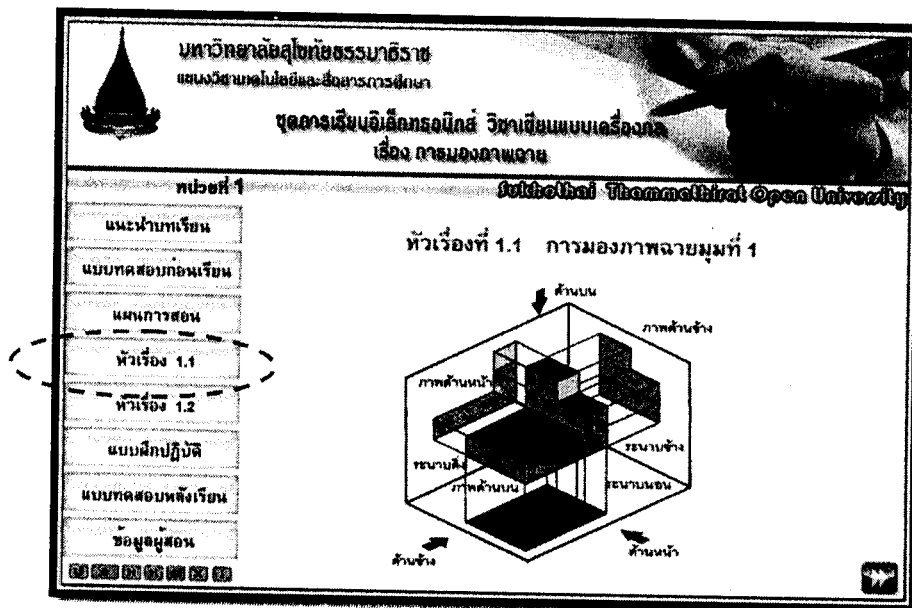 มหาวิทยาลัยสุโขทัยธรรมาธิราช
แขนงวิชาเทคโนโลยีและสื่อสารการศึกษา
ชุดการเรียนอิเล็กทรอนิกส์ วิชาเขียนแบบเครื่องกล
เรื่อง การมองภาพฉาย
หน่วยที่ 1
Sukhothai Thammathirat Open University
แนะนำบทเรียน
แบบทดสอบก่อนเรียน
แผนการสอน
หัวเรื่อง 1.1
หัวเรื่อง 1.2
แบบฝึกปฏิบัติ
แบบทดสอบหลังเรียน
ข้อมูลผู้สอน
หัวเรื่องที่ 1.1 การมองภาพฉายมุมที่ 1
ด้านบน
ภาพด้านข้าง
ภาพด้านหน้า
ระนาบดิ่ง
ระนาบข้าง
ภาพด้านบน
ระนาบนอน
ด้านข้าง
ด้านหน้า